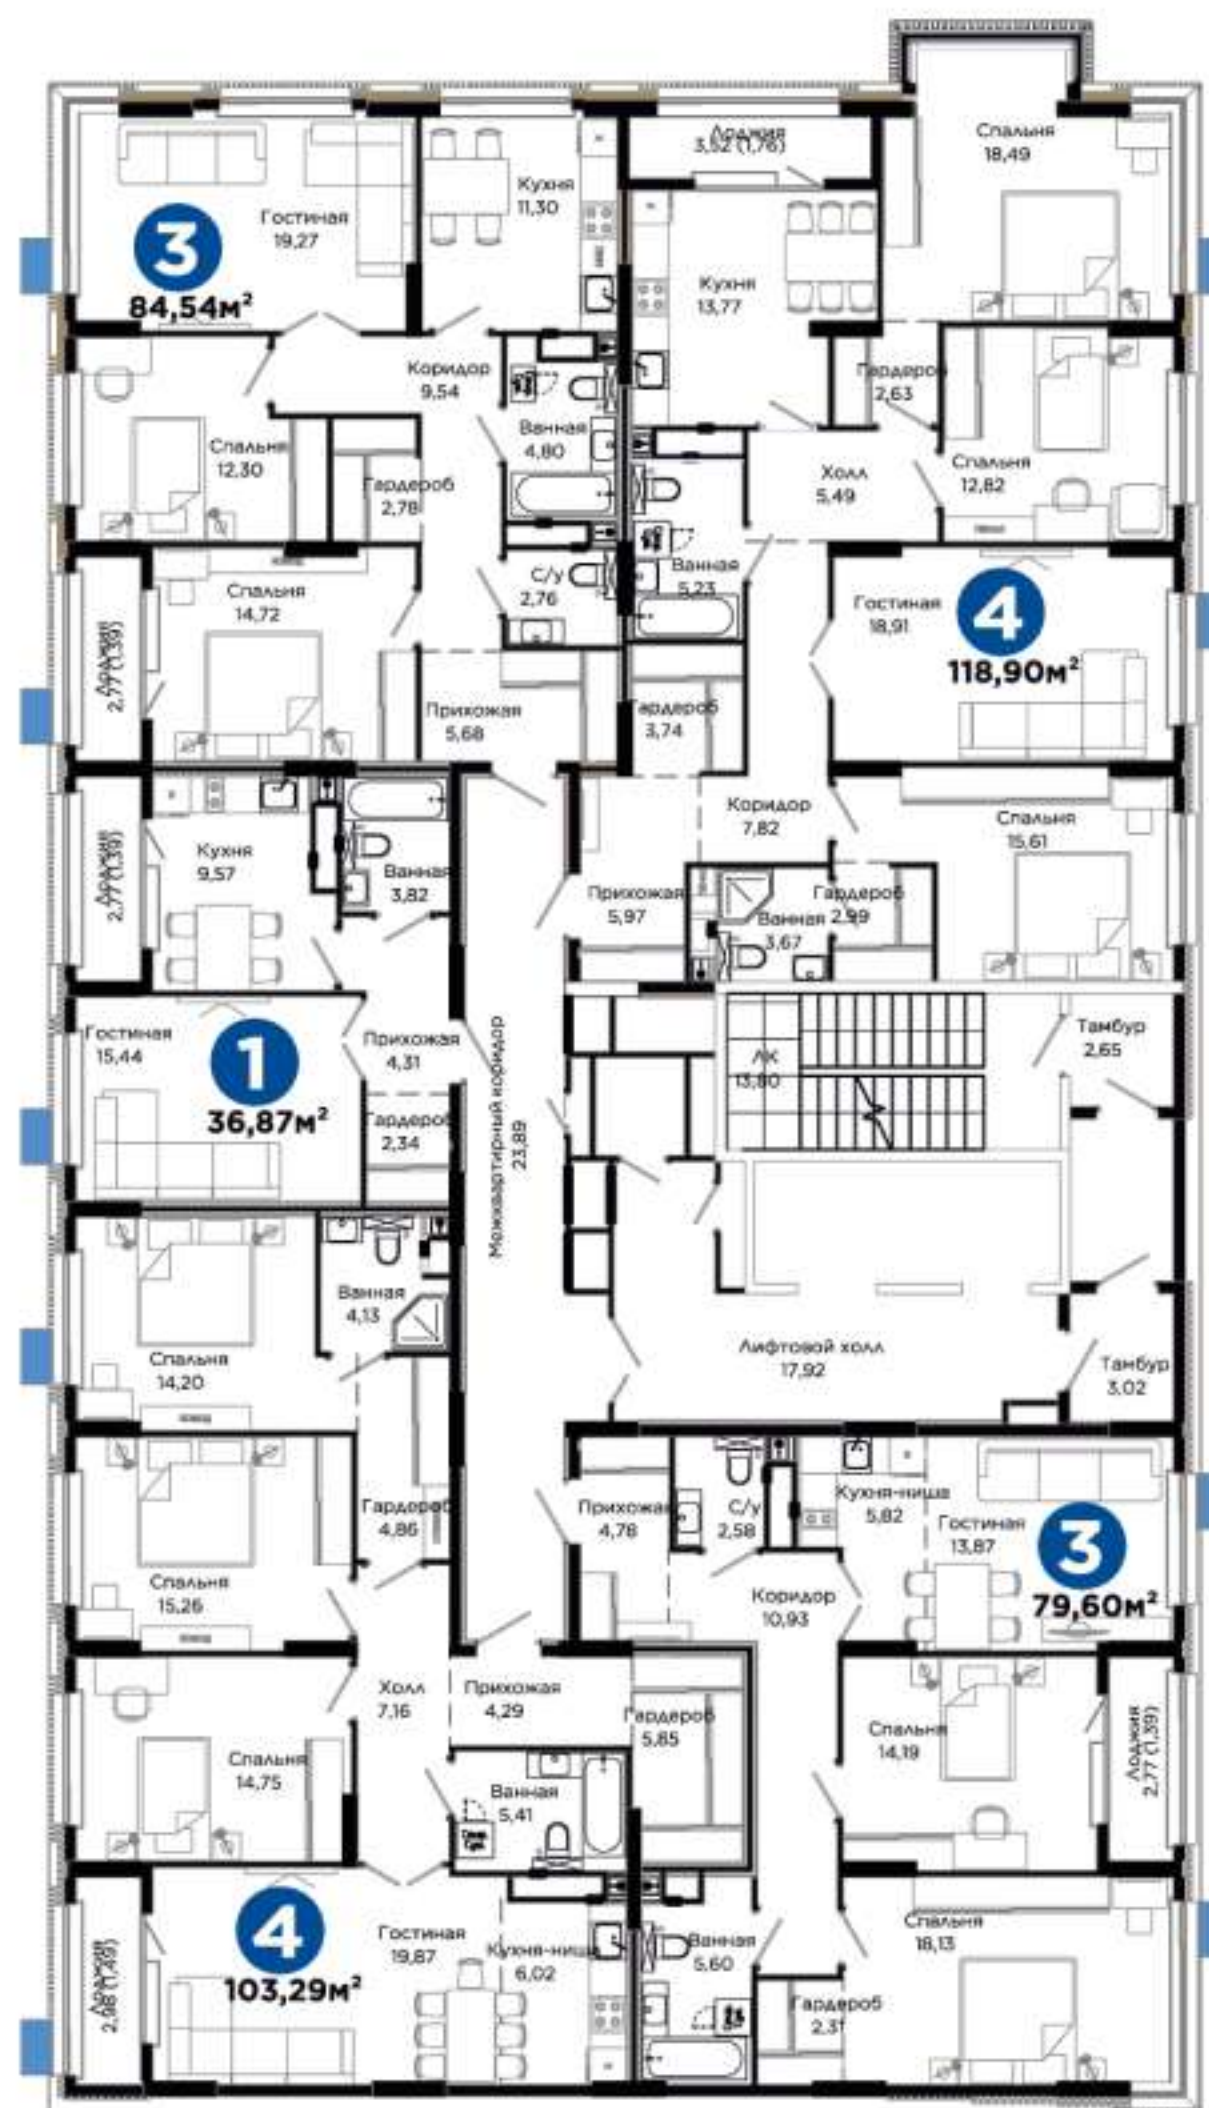 Лоджия
3,52 (1,76)
Спальня
18,49
Кухня
11,30
Гостиная
19,27
3
84,54м²
Кухня
13,77
Коридор
9,54
Гардероб
2,63
Ванная
4,80
Спальня
12,30
Гардероб
2,78
Холл
5,49
Спальня
12,82
С/у
2,76
Ванная
5,23
Спальня
14,72
Гостиная
18,91
4
118,90м²
Лоджия
2,77 (1,39)
Прихожая
5,68
Гардероб
3,74
Коридор
7,82
Спальня
15,61
Кухня
9,57
Лоджия
2,77 (1,39)
Ванная
3,82
Прихожая
5,97
Гардероб
2,99
Ванная
3,67
Гостиная
15,44
1
36,87м²
Прихожая
4,31
Гардероб
2,34
Межквартирный коридор
23,89
ЛК
13,80
Тамбур
2,65
Ванная
4,13
Спальня
14,20
Лифтовой холл
17,92
Тамбур
3,02
Гардероб
4,86
Прихожая
4,78
С/у
2,58
Кухня-ниша
5,82
Гостиная
13,87
3
79,60м²
Спальня
15,26
Коридор
10,93
Холл
7,16
Прихожая
4,29
Гардероб
5,85
Спальня
14,19
Лоджия
2,77 (1,39)
Спальня
14,75
Ванная
5,41
4
103,29м²
Гостиная
19,87
Кухня-ниша
6,02
Лоджия
2,98 (1,49)
Ванная
5,60
Спальня
18,13
Гардероб
2,31